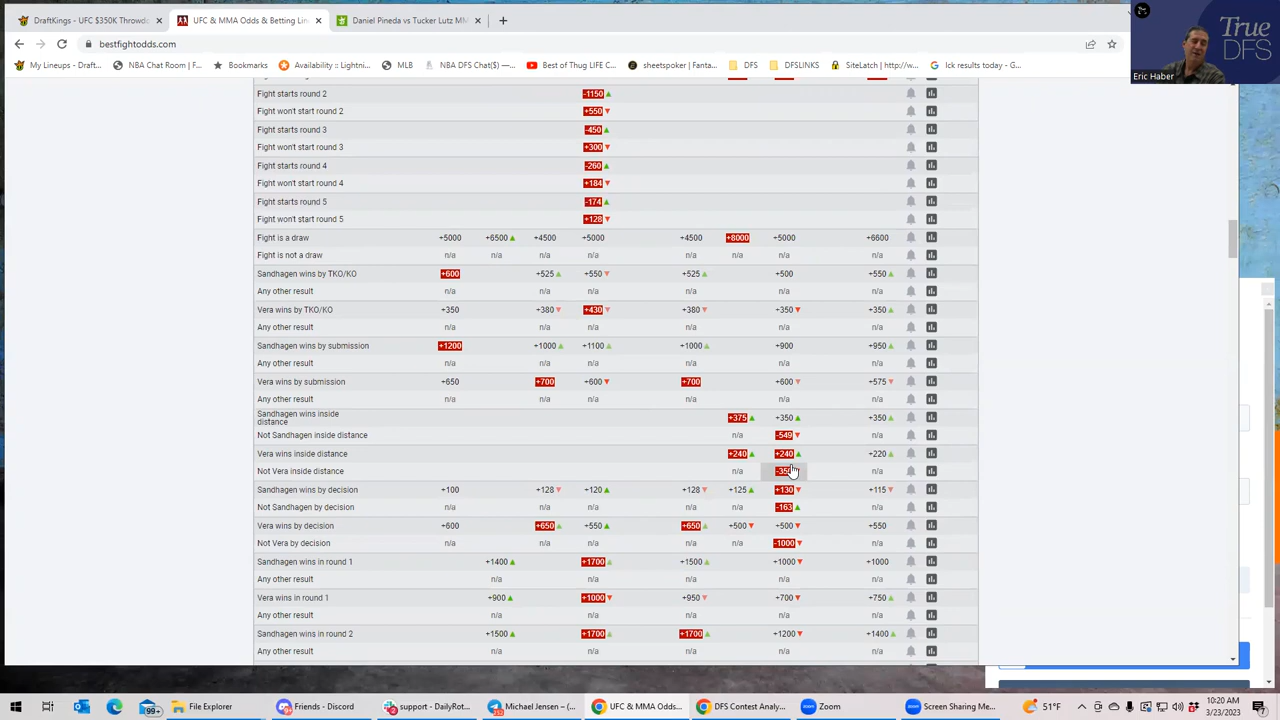 DraftKings - UFC $350K Throwdo
UFC & MMA Odds & Betting Lin
Daniel Pineda vs Tucker Lutz MM
bestfightodds.com
My Lineups - Draft...
NBA Chat Room | F...
Bookmarks
Availability :: Lightni...
MLB
NBA DFS Chat👀 —...
Best of Thug LIFE C...
sheetspoker | Fanta...
DFS
DFSLINKS
SiteLatch | http://w...
lck results today - G...
True
DFS
Eric Haber
Fight starts round 2 -1150
Fight won't start round 2 +550
Fight starts round 3 -450
Fight won't start round 3 +300
Fight starts round 4 -260
Fight won't start round 4 +184
Fight starts round 5 -174
Fight won't start round 5 +128
Fight is a draw +5000 +6500 +4500 +5000 +4500 +8000 +5000 +6600
Fight is not a draw n/a n/a n/a n/a n/a n/a n/a n/a
Sandhagen wins by TKO/KO +600 +525 +550 +525 +500 +550
Any other result n/a n/a n/a n/a n/a n/a
Vera wins by TKO/KO +350 +380 +430 +380 +350 +350
Any other result n/a n/a n/a n/a n/a n/a
Sandhagen wins by submission +1200 +1000 +1100 +1000 +900 +950
Any other result n/a n/a n/a n/a n/a n/a
Vera wins by submission +650 +700 +600 +700 +600 +575
Any other result n/a n/a n/a n/a n/a n/a
Sandhagen wins inside
distance +375 +350 +350
Not Sandhagen inside distance n/a -549 n/a
Vera wins inside distance +240 +240 +220
Not Vera inside distance n/a n/a
Sandhagen wins by decision +100 +128 +120 +128 +125 +130 +115
Not Sandhagen by decision n/a n/a n/a n/a n/a -163 n/a
Vera wins by decision +600 +650 +550 +650 +500 +500 +550
Not Vera by decision n/a n/a n/a n/a n/a -1000 n/a
Sandhagen wins in round 1 +1400 +1700 +1500 +1000 +1000
Any other result n/a n/a n/a n/a n/a
Vera wins in round 1 +900 +1000 +950 +700 +750
Any other result n/a n/a n/a n/a n/a
Sandhagen wins in round 2 +1500 +1700 +1700 +1200 +1400
Any other result n/a n/a n/a n/a n/a
99+
File Explorer
Friends - Discord
support - DailyRot...
Michael Jensen – (...
UFC & MMA Odds...
DFS Contest Analy...
Zoom
Screen Sharing Me...
51°F
10:20 AM
3/23/2023
7